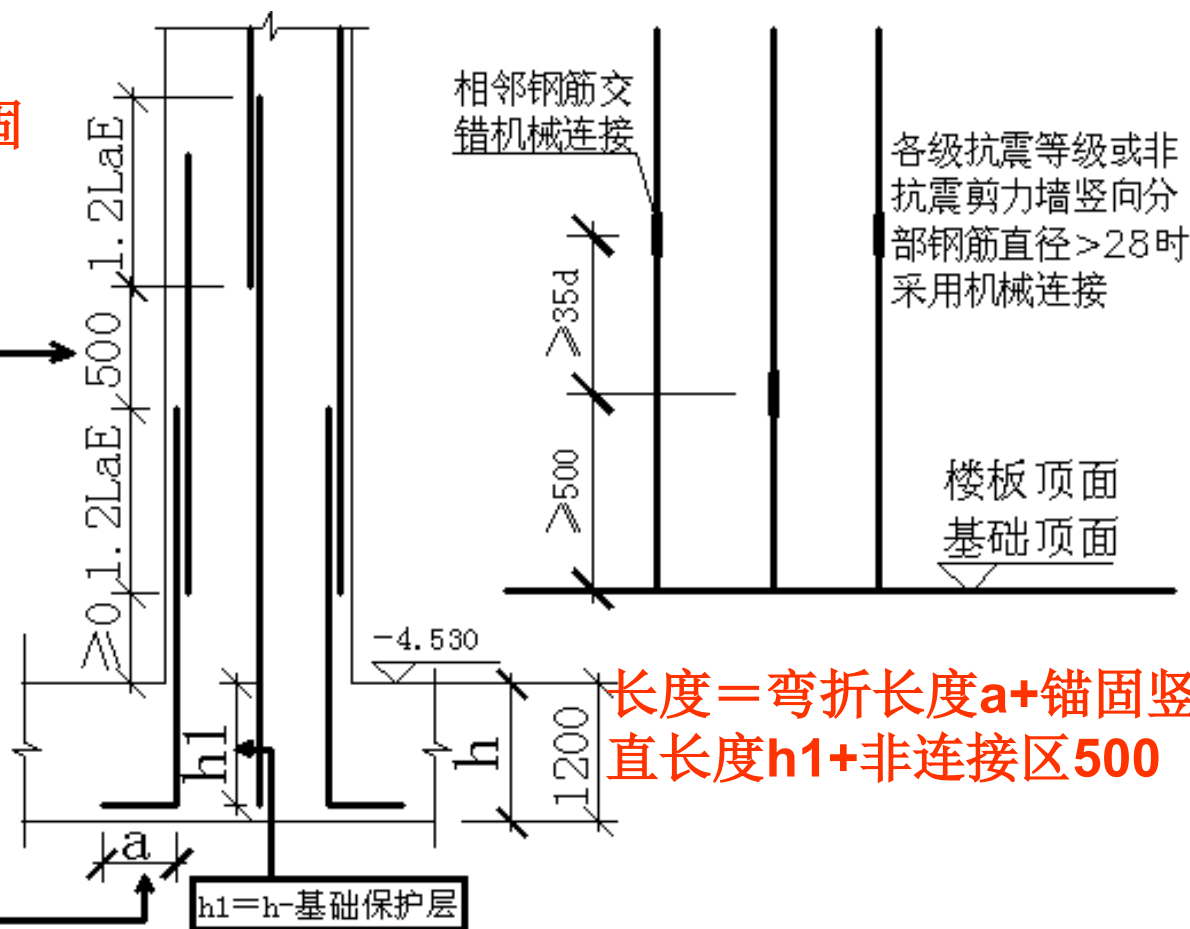 固
1.2LaE
500
1.2LaE
≥0
-4.530
h1
h
1200
a
h1=h-基础保护层
相邻钢筋交
错机械连接
各级抗震等级或非
抗震剪力墙竖向分
部钢筋直径>28时
采用机械连接
≥35d
≥500
楼板顶面
基础顶面
长度=弯折长度a+锚固竖
直长度h1+非连接区500